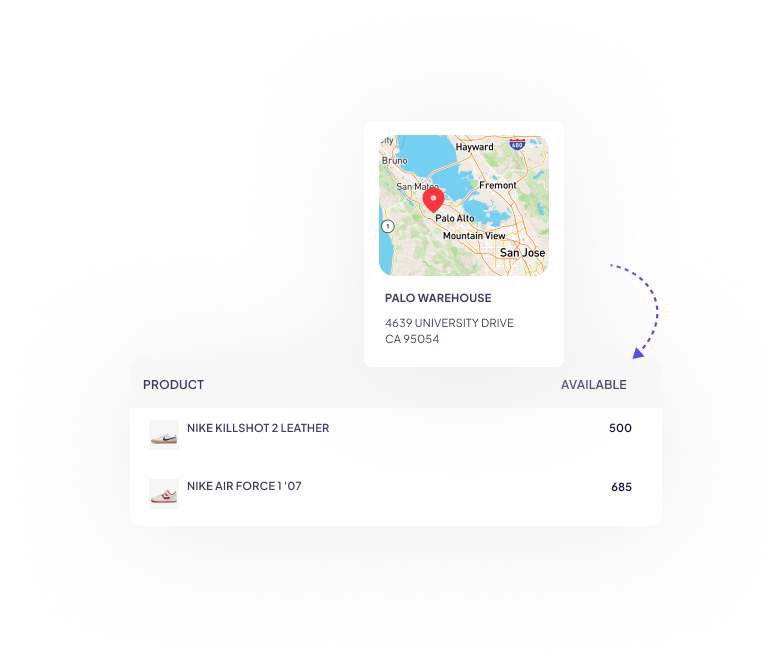 ity
Hayward
680
Bruno
San Mateo
Fremont
Palo Alto
1
Mountain View
San Jose
PALO WAREHOUSE
4639 UNIVERSITY DRIVE
CA 95054
PRODUCT AVAILABLE
NIKE KILLSHOT 2 LEATHER 500
NIKE AIR FORCE 1 '07 685